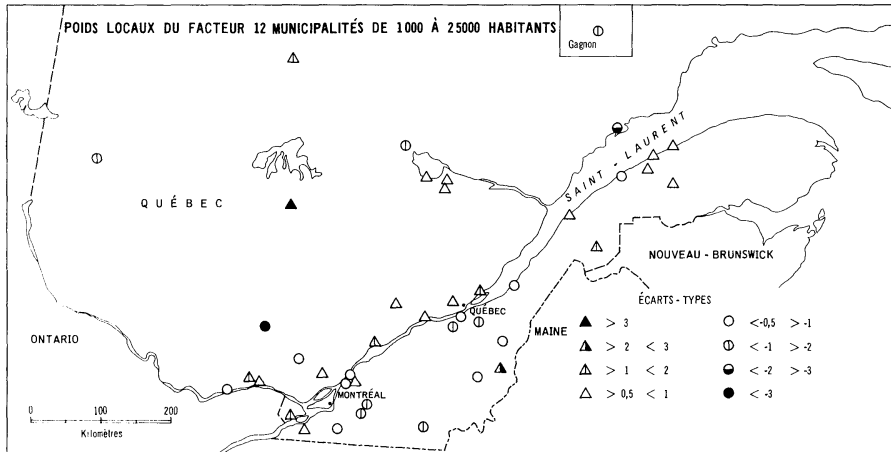 POIDS LOCAUX DU FACTEUR 12 MUNICIPALITÉS DE 1000 À 25000 HABITANTS
Gagnon
SAINT-LAURENT
QUÉBEC
NOUVEAU-BRUNSWICK
QUÉBEC
ÉCARTS-TYPES
MAINE
ONTARIO
> 3
< -0,5 > -1
> 2 < 3
< -1 > -2
> 1 < 2
< -2 > -3
> 0,5 < 1
< -3
MONTRÉAL
0 100 200
Kilomètres